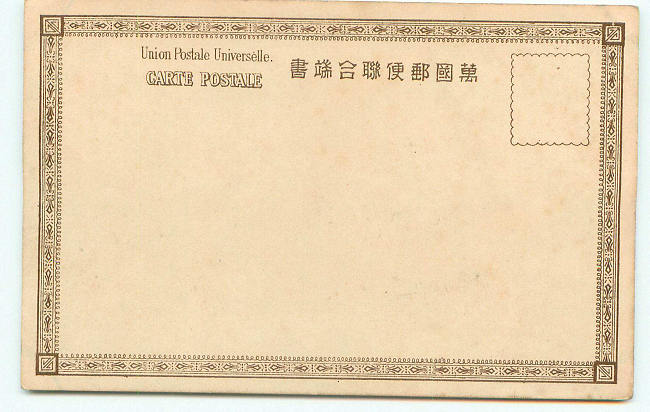 Union Postale Universelle.
CARTE POSTALE
書端合聯便郵國萬